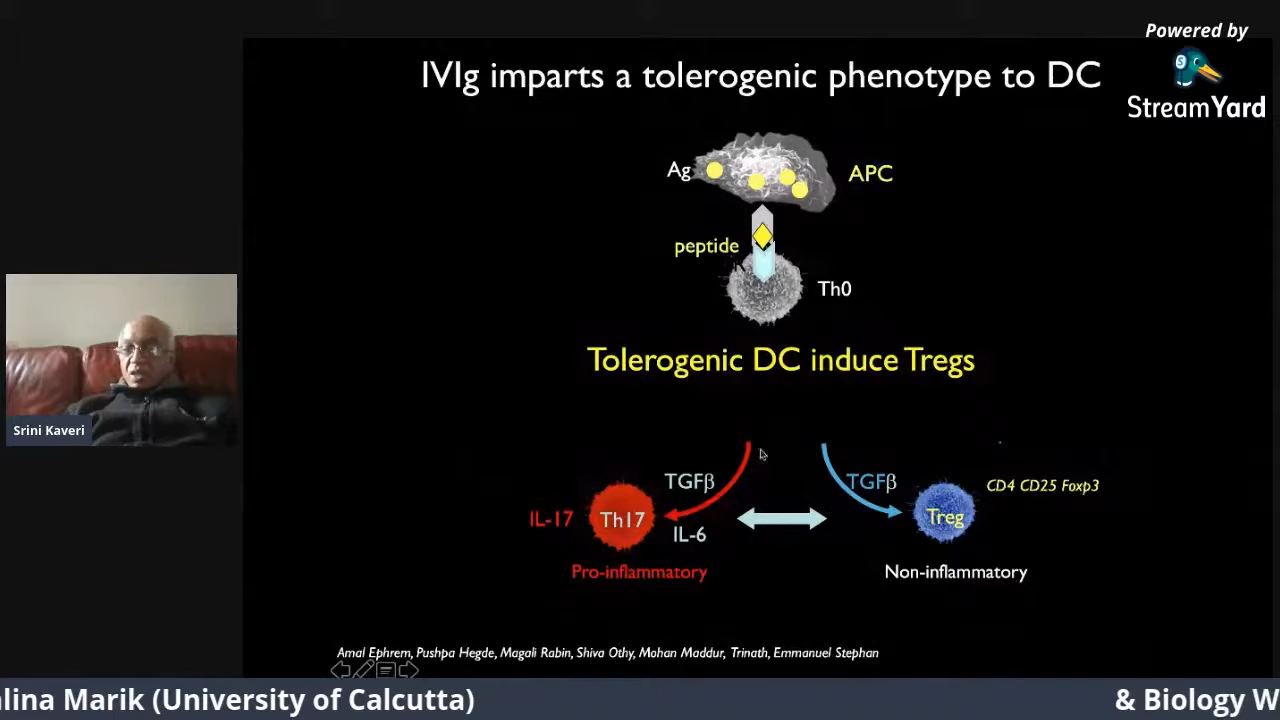 Powered by
StreamYard
IVIg imparts a tolerogenic phenotype to DC
Ag
APC
peptide
Th0
Tolerogenic DC induce Tregs
TGFβ
TGFβ
CD4 CD25 Foxp3
IL-17
Th17
Treg
IL-6
Pro-inflammatory
Non-inflammatory
Srini Kaveri
Amal Ephrem, Pushpa Hegde, Magali Rabin, Shiva Othy, Mohan Maddur, Trinath, Emmanuel Stephan
lina Marik (University of Calcutta)
& Biology W